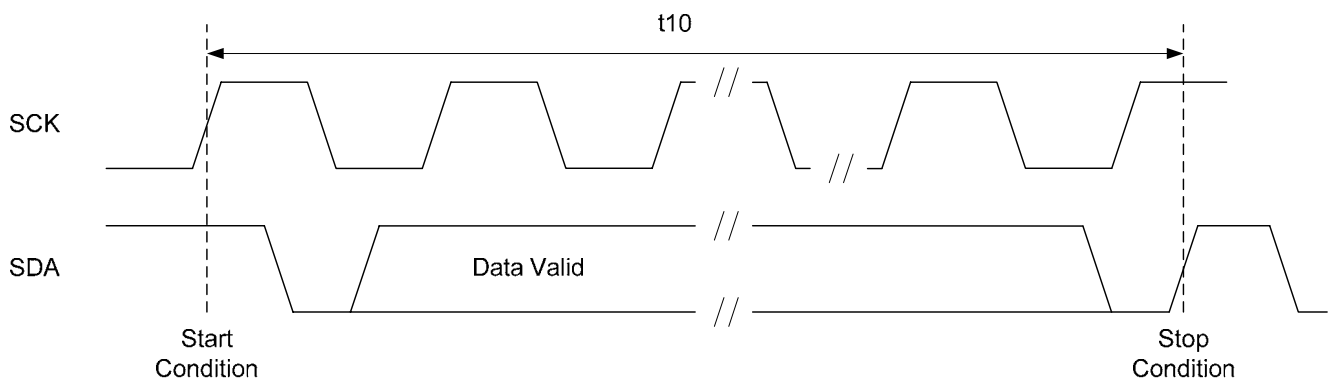 t10
SCK
SDA
Data Valid
Start
Condition
Stop
Condition